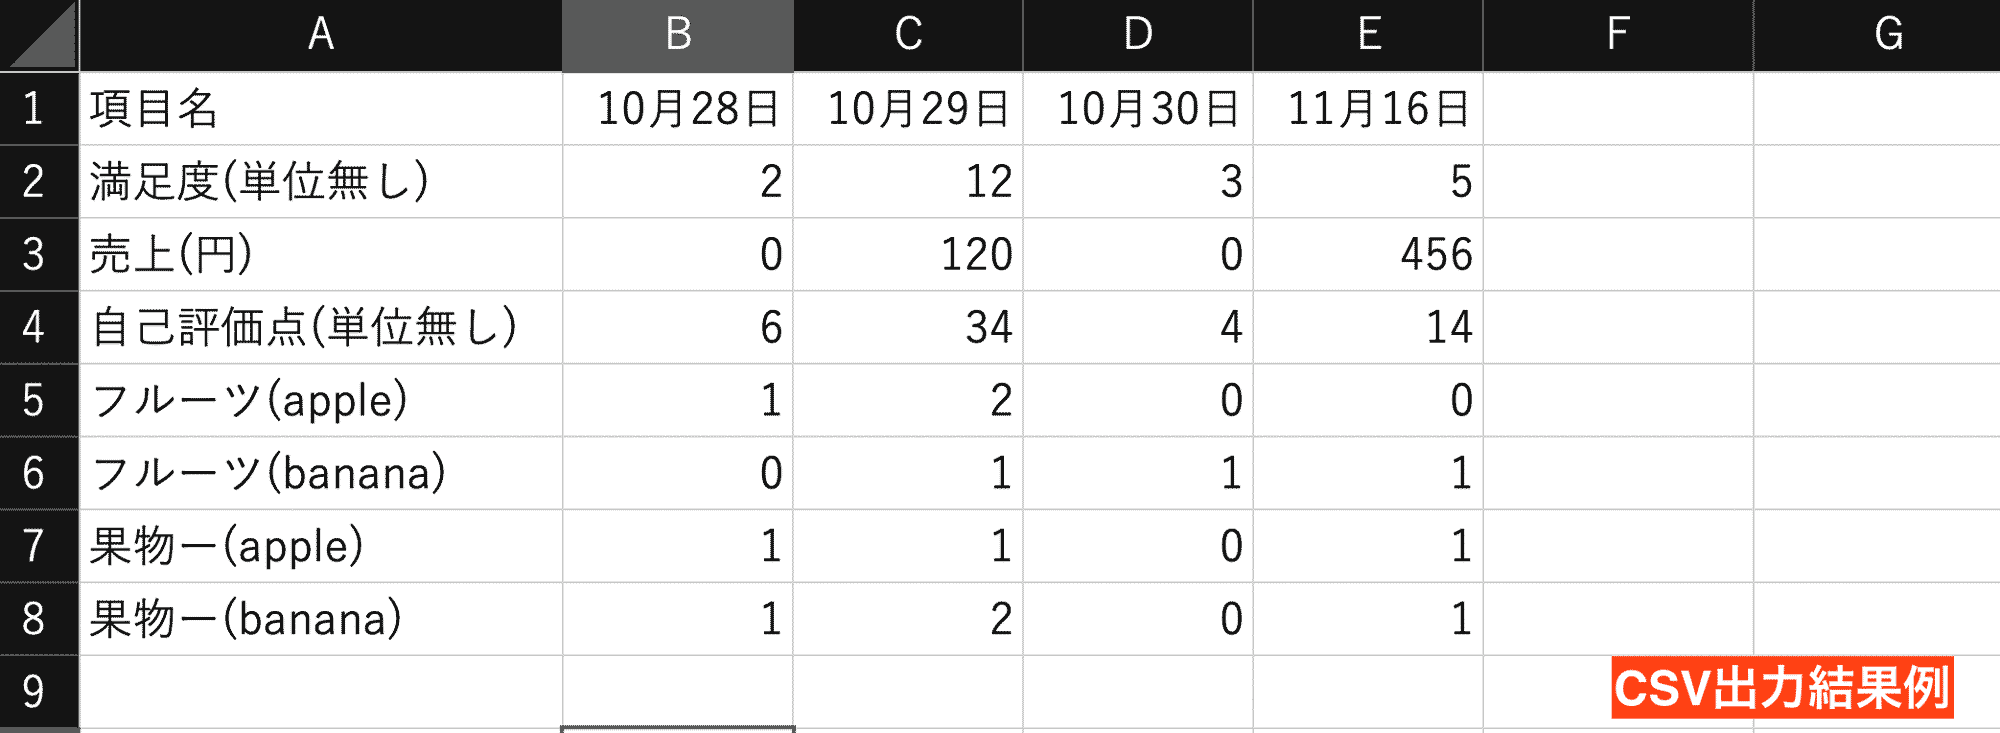 A B C D E F G
1 項目名 10月28日 10月29日 10月30日 11月16日
2 満足度(単位無し) 2 12 3 5
3 売上(円) 0 120 0 456
4 自己評価点(単位無し) 6 34 4 14
5 フルーツ(apple) 1 2 0 0
6 フルーツ(banana) 0 1 1 1
7 果物ー(apple) 1 1 0 1
8 果物ー(banana) 1 2 0 1
9
CSV出力結果例